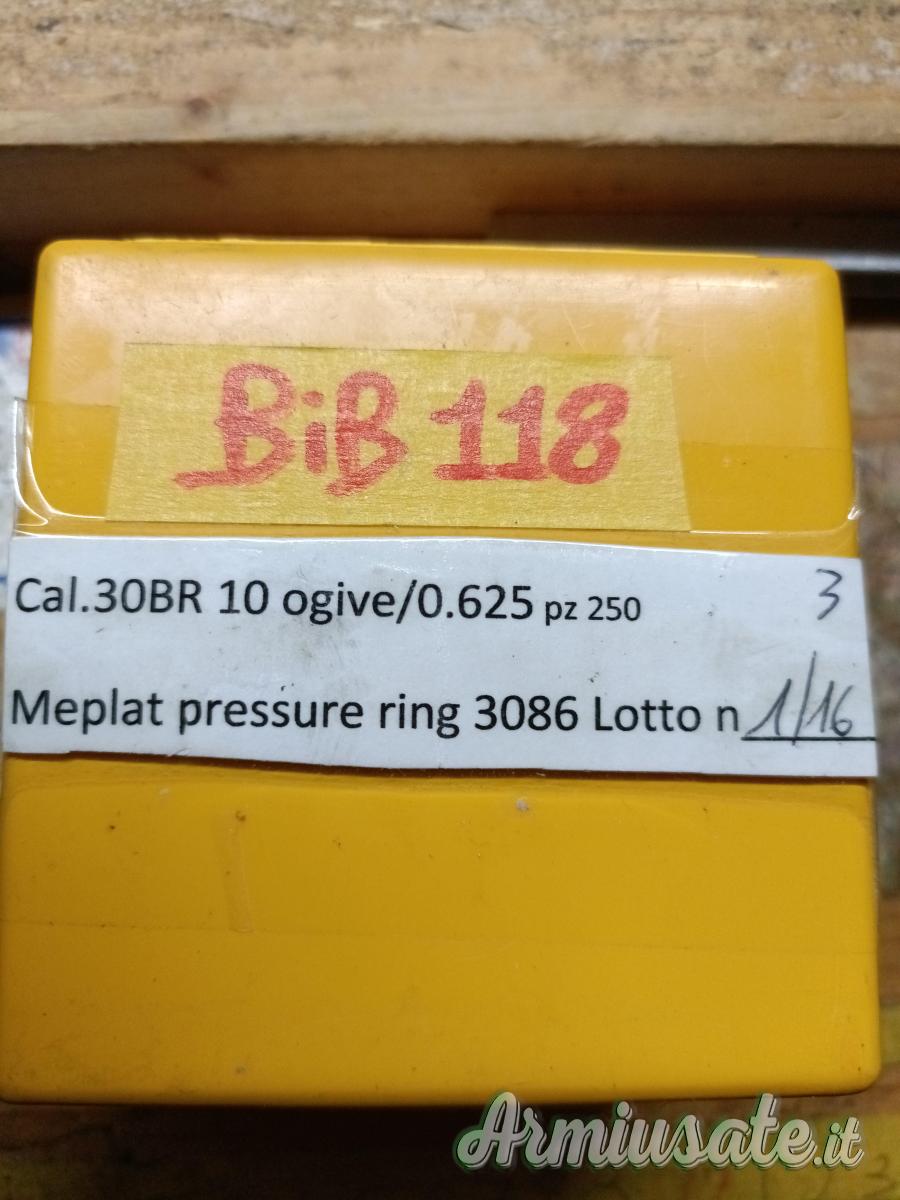 BiB 118
Cal.30BR 10 ogive/0.625 pz 250 3
Meplat pressure ring 3086 Lotto n 1/16
Armiusate.it